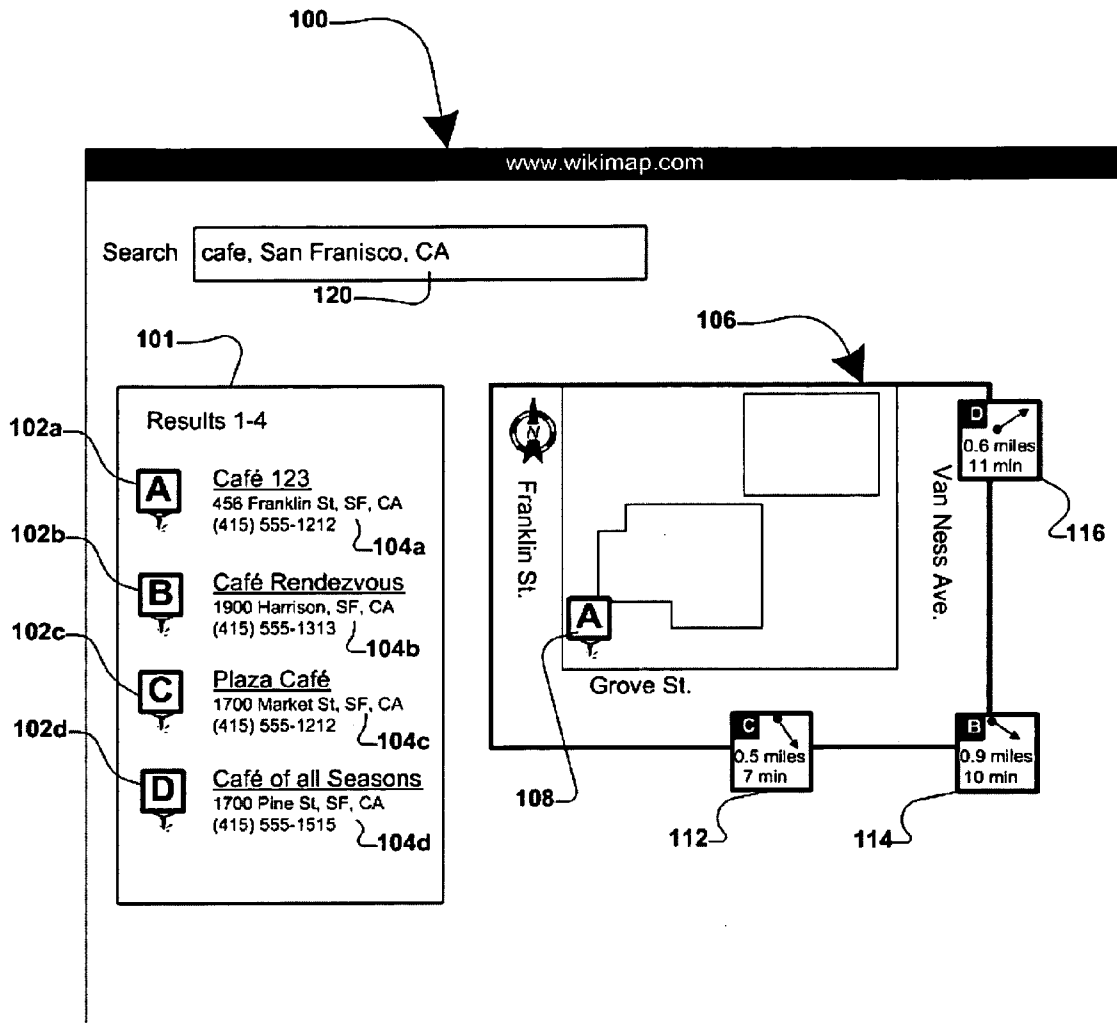 100
www.wikimap.com
Search cafe, San Franisco, CA
120
106
101
Results 1-4
102a
A
Café 123
456 Franklin St, SF, CA
(415) 555-1212
104a
102b
B
Café Rendezvous
1900 Harrison, SF, CA
(415) 555-1313
104b
102c
C
Plaza Café
1700 Market St, SF, CA
(415) 555-1212
104c
102d
D
Café of all Seasons
1700 Pine St, SF, CA
(415) 555-1515
104d
N
Franklin St.
Van Ness Ave.
Grove St.
A
108
D
0.6 miles
11 min
116
C
0.5 miles
7 min
112
B
0.9 miles
10 min
114